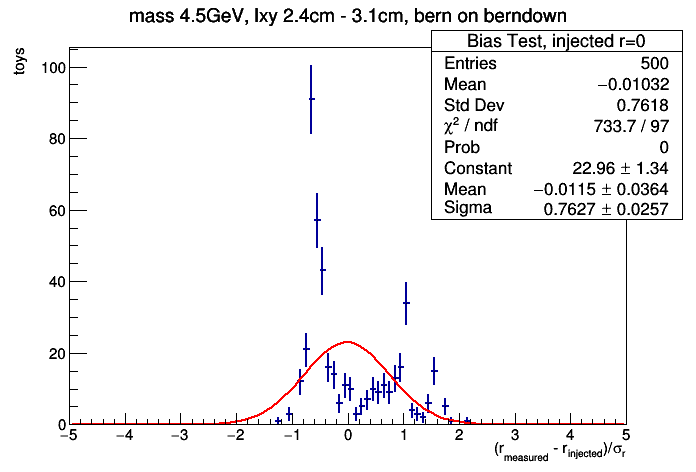 mass 4.5GeV, lxy 2.4cm - 3.1cm, bern on berndown
toys
Bias Test, injected r=0
Entries 500
Mean −0.01032
Std Dev 0.7618
χ² / ndf 733.7 / 97
Prob 0
Constant 22.96 ± 1.34
Mean −0.0115 ± 0.0364
Sigma 0.7627 ± 0.0257
100
80
60
40
20
0
−5 −4 −3 −2 −1 0 1 2 3 4 5
(r_measured - r_injected)/σ_r